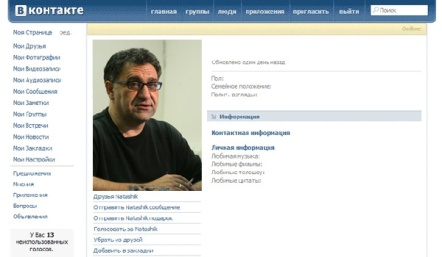 В контакте
главная группы люди приложения пригласить выйти Поиск
Моя Страница ред.
Мои Друзья
Мои Фотографии
Мои Видеозаписи
Мои Аудиозаписи
Мои Сообщения
Мои Заметки
Мои Группы
Мои Встречи
Мои Новости
Мои Закладки
Мои Настройки
Предложения
Мнения
Приложения
Вопросы
Объявления
У Вас 13
неиспользованных
голосов.
Друзья Natashik
Отправить Natashik сообщение
Отправить Natashik подарок
Голосовать за Natashik
Убрать из друзей
Добавить в закладки
Обновлено один день назад
Пол:
Семейное положение:
Полит. взгляды:
Информация
Контактная информация
Личная информация
Любимая музыка:
Любимые фильмы:
Любимые телешоу:
Любимые цитаты: